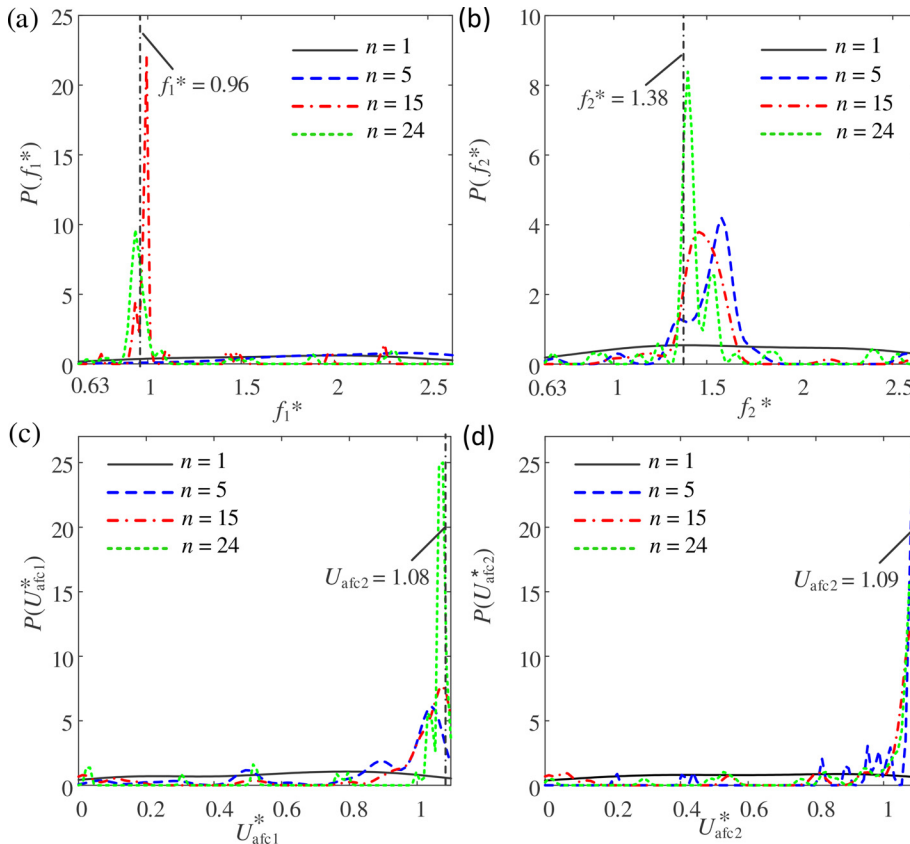 (a)
25
20
15
10
5
0
P(f₁*)
0.63
1
1.5
2
2.5
f₁*
f₁* = 0.96
n = 1
n = 5
n = 15
n = 24
(b)
10
8
6
4
2
0
P(f₂*)
0.63
1
1.5
2
2.5
f₂*
f₂* = 1.38
n = 1
n = 5
n = 15
n = 24
(c)
25
20
15
10
5
0
P(U*afc1)
0
0.2
0.4
0.6
0.8
1
U*afc1
n = 1
n = 5
n = 15
n = 24
Uafc2 = 1.08
(d)
25
20
15
10
5
0
P(U*afc2)
0
0.2
0.4
0.6
0.8
1
U*afc2
n = 1
n = 5
n = 15
n = 24
Uafc2 = 1.09